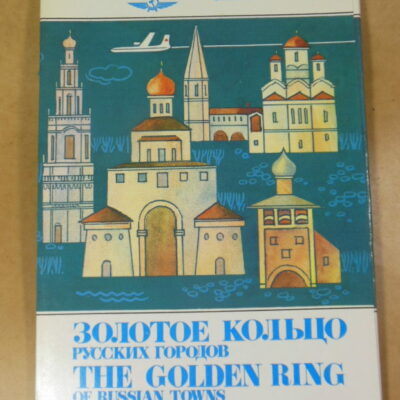 ЗОЛОТОЕ КОЛЬЦО
РУССКИХ ГОРОДОВ
THE GOLDEN RING
OF RUSSIAN TOWNS